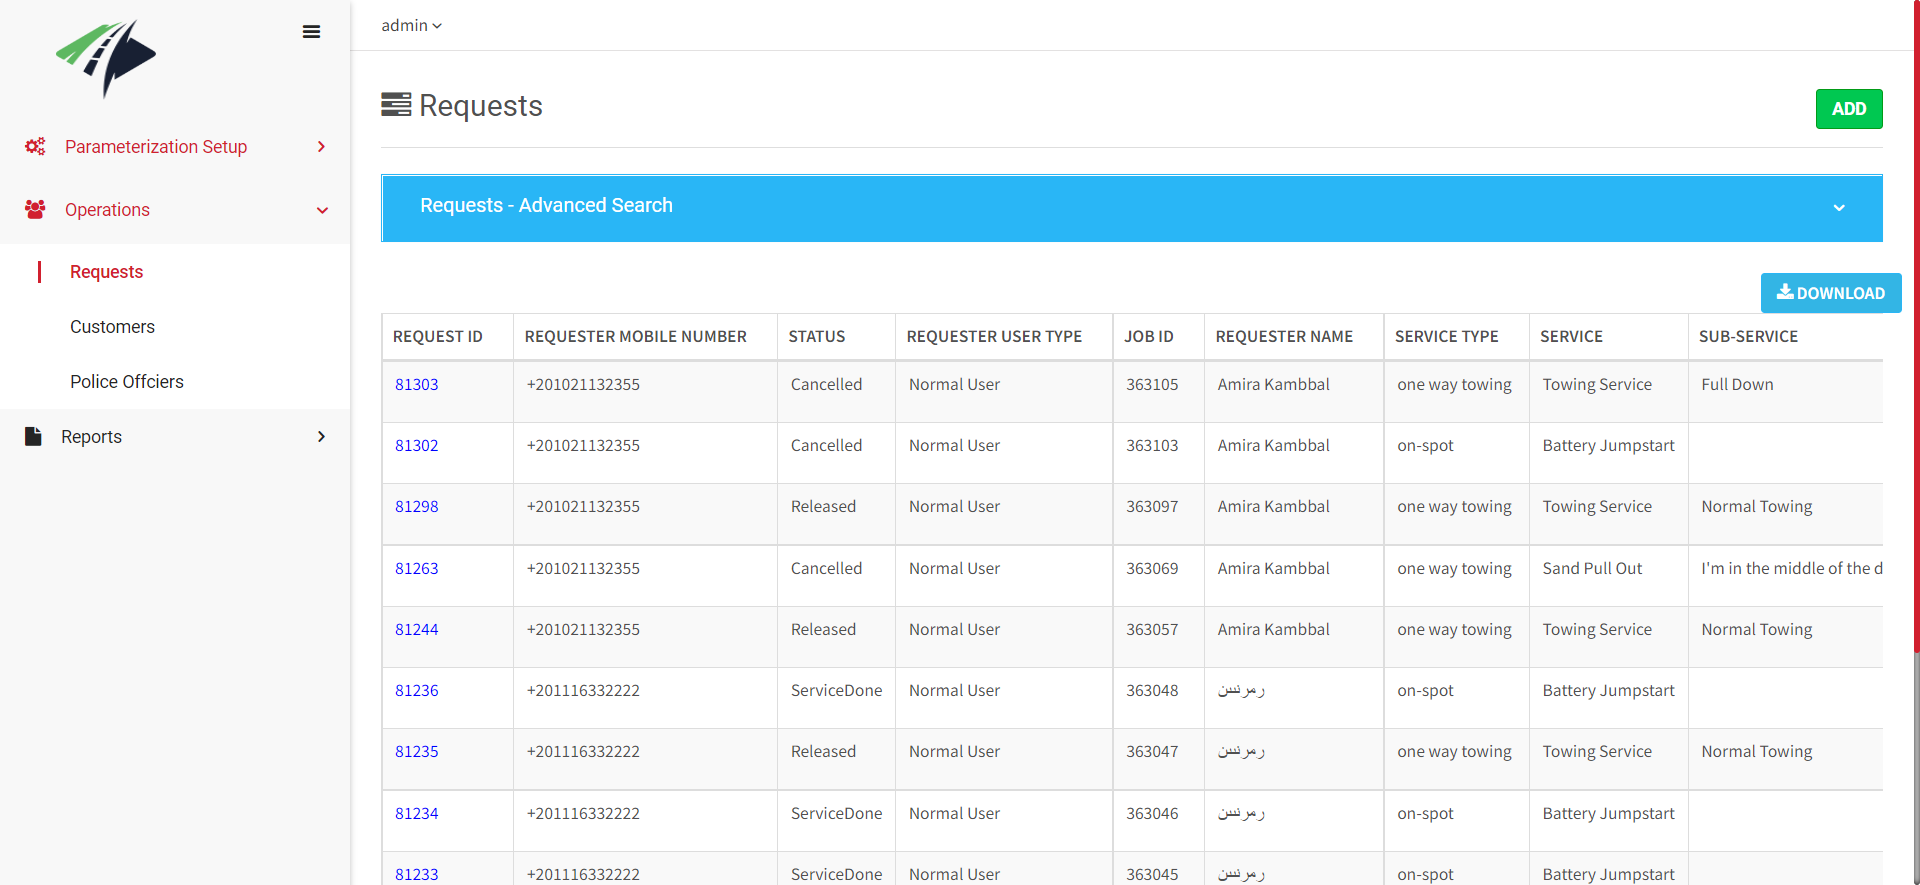 admin
Requests
ADD
Parameterization Setup
Operations
Requests
Customers
Police Offciers
Reports
Requests - Advanced Search
DOWNLOAD
REQUEST ID REQUESTER MOBILE NUMBER STATUS REQUESTER USER TYPE JOB ID REQUESTER NAME SERVICE TYPE SERVICE SUB-SERVICE
81303 +201021132355 Cancelled Normal User 363105 Amira Kambbal one way towing Towing Service Full Down
81302 +201021132355 Cancelled Normal User 363103 Amira Kambbal on-spot Battery Jumpstart
81298 +201021132355 Released Normal User 363097 Amira Kambbal one way towing Towing Service Normal Towing
81263 +201021132355 Cancelled Normal User 363069 Amira Kambbal one way towing Sand Pull Out I'm in the middle of the d
81244 +201021132355 Released Normal User 363057 Amira Kambbal one way towing Towing Service Normal Towing
81236 +201116332222 ServiceDone Normal User 363048 on-spot Battery Jumpstart
81235 +201116332222 Released Normal User 363047 one way towing Towing Service Normal Towing
81234 +201116332222 ServiceDone Normal User 363046 on-spot Battery Jumpstart
81233 +201116332222 ServiceDone Normal User 363045 on-spot Battery Jumpstart